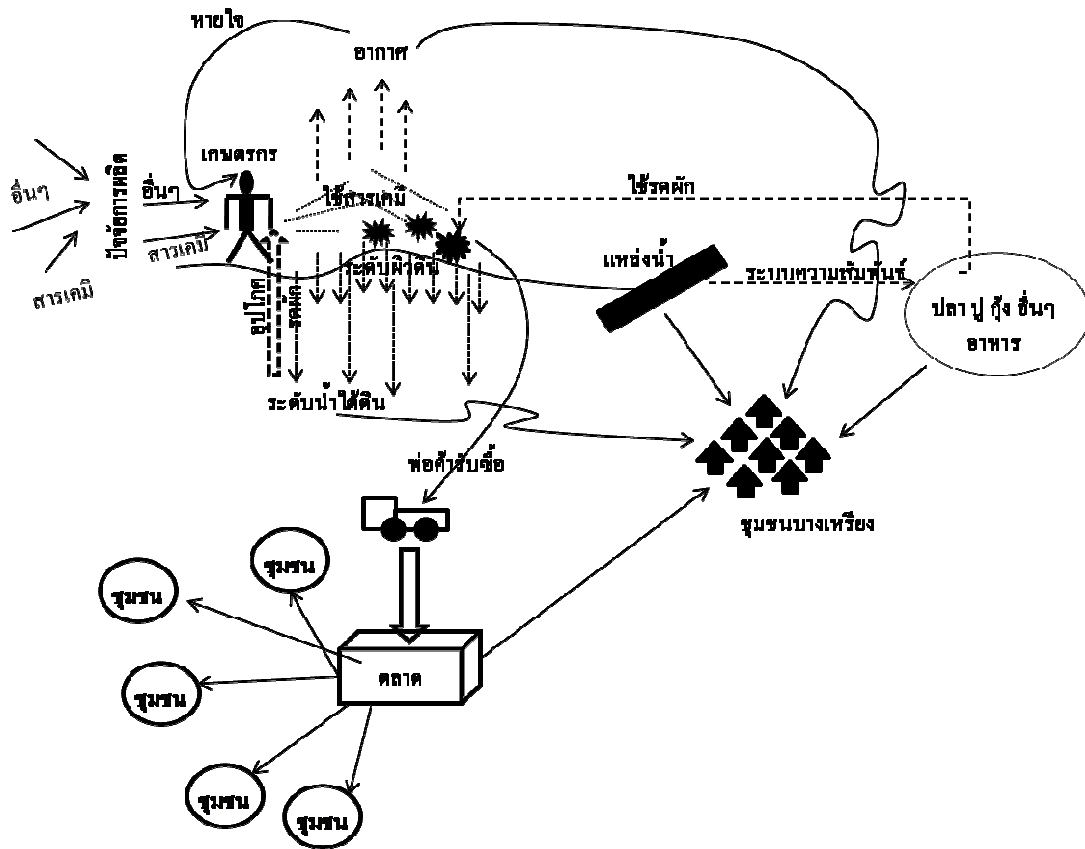 หายใจ
อากาศ
เกษตรกร
ปัจจัยการผลิต
อื่นๆ
อื่นๆ
สารเคมี
สารเคมี
ใช้สารเคมี
ใช้รดผัก
ระดับผิวดิน
แหล่งน้ำ
ระบบความสัมพันธ์
ปลา ปู กุ้ง อื่นๆ
อาหาร
อุปโภค
รดผัก
ระดับน้ำใต้ดิน
พ่อค้ารับซื้อ
ชุมชนบางเหรียง
ชุมชน
ชุมชน
ตลาด
ชุมชน
ชุมชน
ชุมชน